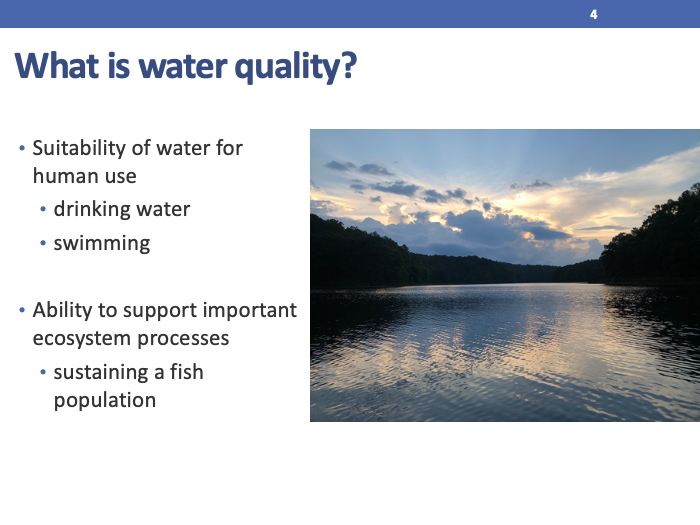 4
What is water quality?
• Suitability of water for
human use
• drinking water
• swimming
• Ability to support important
ecosystem processes
• sustaining a fish
population